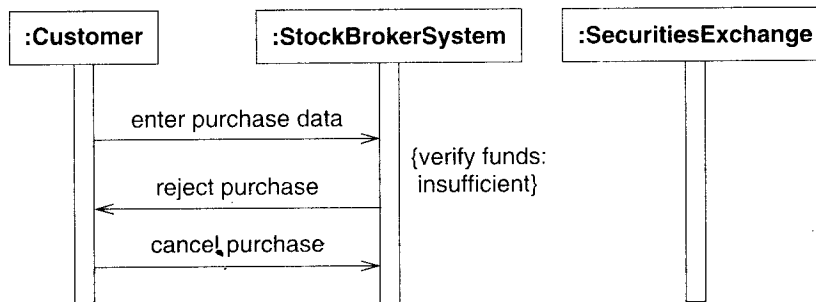 :Customer
:StockBrokerSystem
:SecuritiesExchange
enter purchase data
{verify funds:
insufficient}
reject purchase
cancel purchase